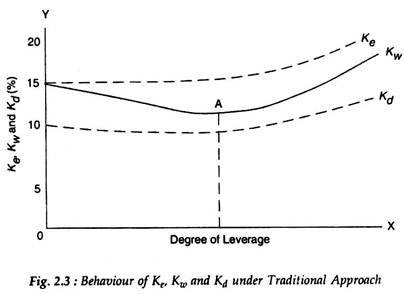 Y
20
15
10
5
0
Ke, Kw and Kd (%)
Ke
Kw
Kd
A
X
Degree of Leverage
Fig. 2.3 : Behaviour of Ke, Kw and Kd under Traditional Approach